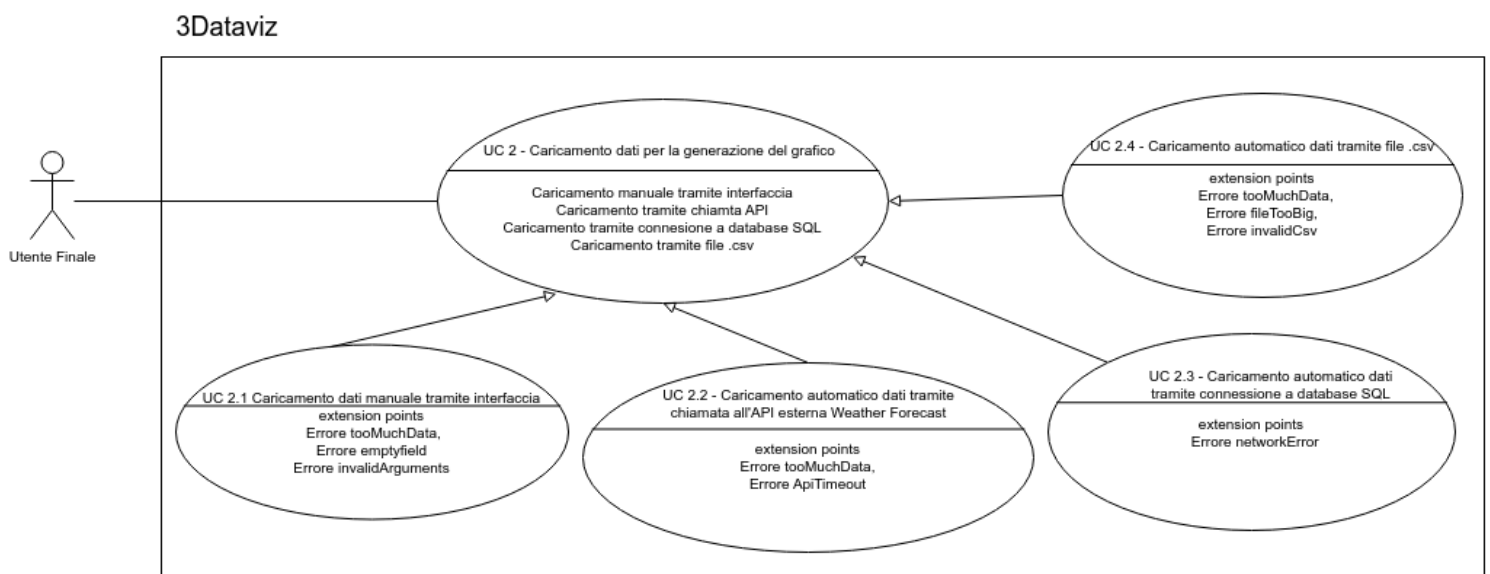 3Dataviz
Utente Finale
UC 2 - Caricamento dati per la generazione del grafico
Caricamento manuale tramite interfaccia
Caricamento tramite chiamta API
Caricamento tramite connesione a database SQL
Caricamento tramite file .csv
UC 2.4 - Caricamento automatico dati tramite file .csv
extension points
Errore tooMuchData,
Errore fileTooBig,
Errore invalidCsv
UC 2.1 Caricamento dati manuale tramite interfaccia
extension points
Errore tooMuchData,
Errore emptyfield
Errore invalidArguments
UC 2.2 - Caricamento automatico dati tramite
chiamata all'API esterna Weather Forecast
extension points
Errore tooMuchData,
Errore ApiTimeout
UC 2.3 - Caricamento automatico dati
tramite connessione a database SQL
extension points
Errore networkError